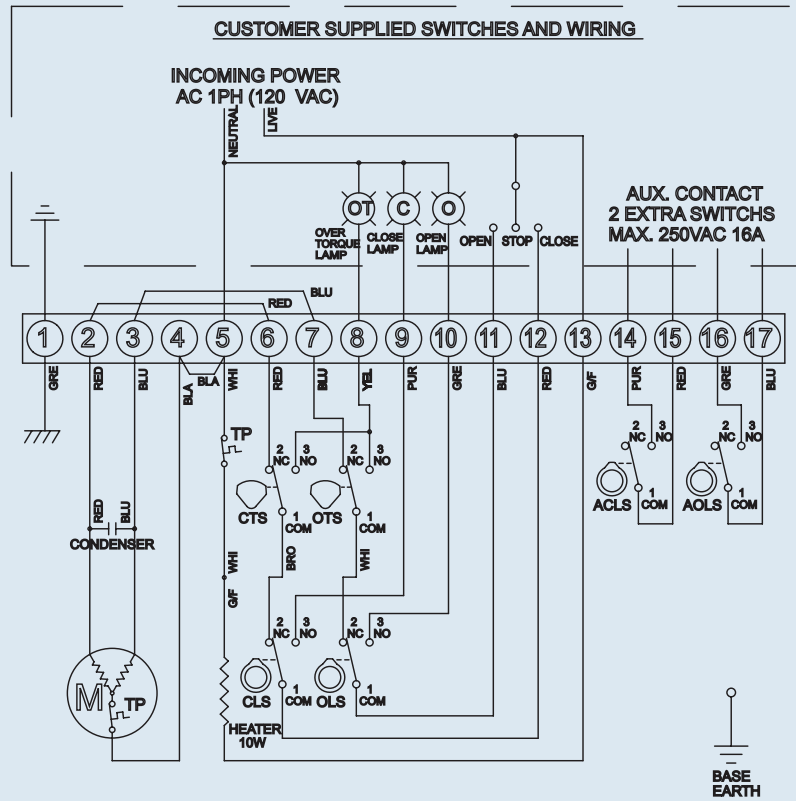 CUSTOMER SUPPLIED SWITCHES AND WIRING
INCOMING POWER
AC 1PH (120 VAC)
NEUTRAL
LIVE
OT
C
O
OVER
TORQUE
LAMP
CLOSE
LAMP
OPEN
LAMP
OPEN
STOP
CLOSE
AUX. CONTACT
2 EXTRA SWITCHS
MAX. 250VAC 16A
BLU
RED
1 2 3 4 5 6 7 8 9 10 11 12 13 14 15 16 17
GRE
RED
BLU
BLA
BLA
WHI
RED
BLU
YEL
PUR
GRE
BLU
RED
G/F
PUR
RED
GRE
BLU
TP
2
NC
3
NO
1
COM
CTS
2
NC
3
NO
1
COM
OTS
2
NC
3
NO
1
COM
ACLS
2
NC
3
NO
1
COM
AOLS
RED
BLU
CONDENSER
WHI
G/F
BRO
WHI
2
NC
3
NO
1
COM
CLS
2
NC
3
NO
1
COM
OLS
M
TP
HEATER
10W
BASE
EARTH